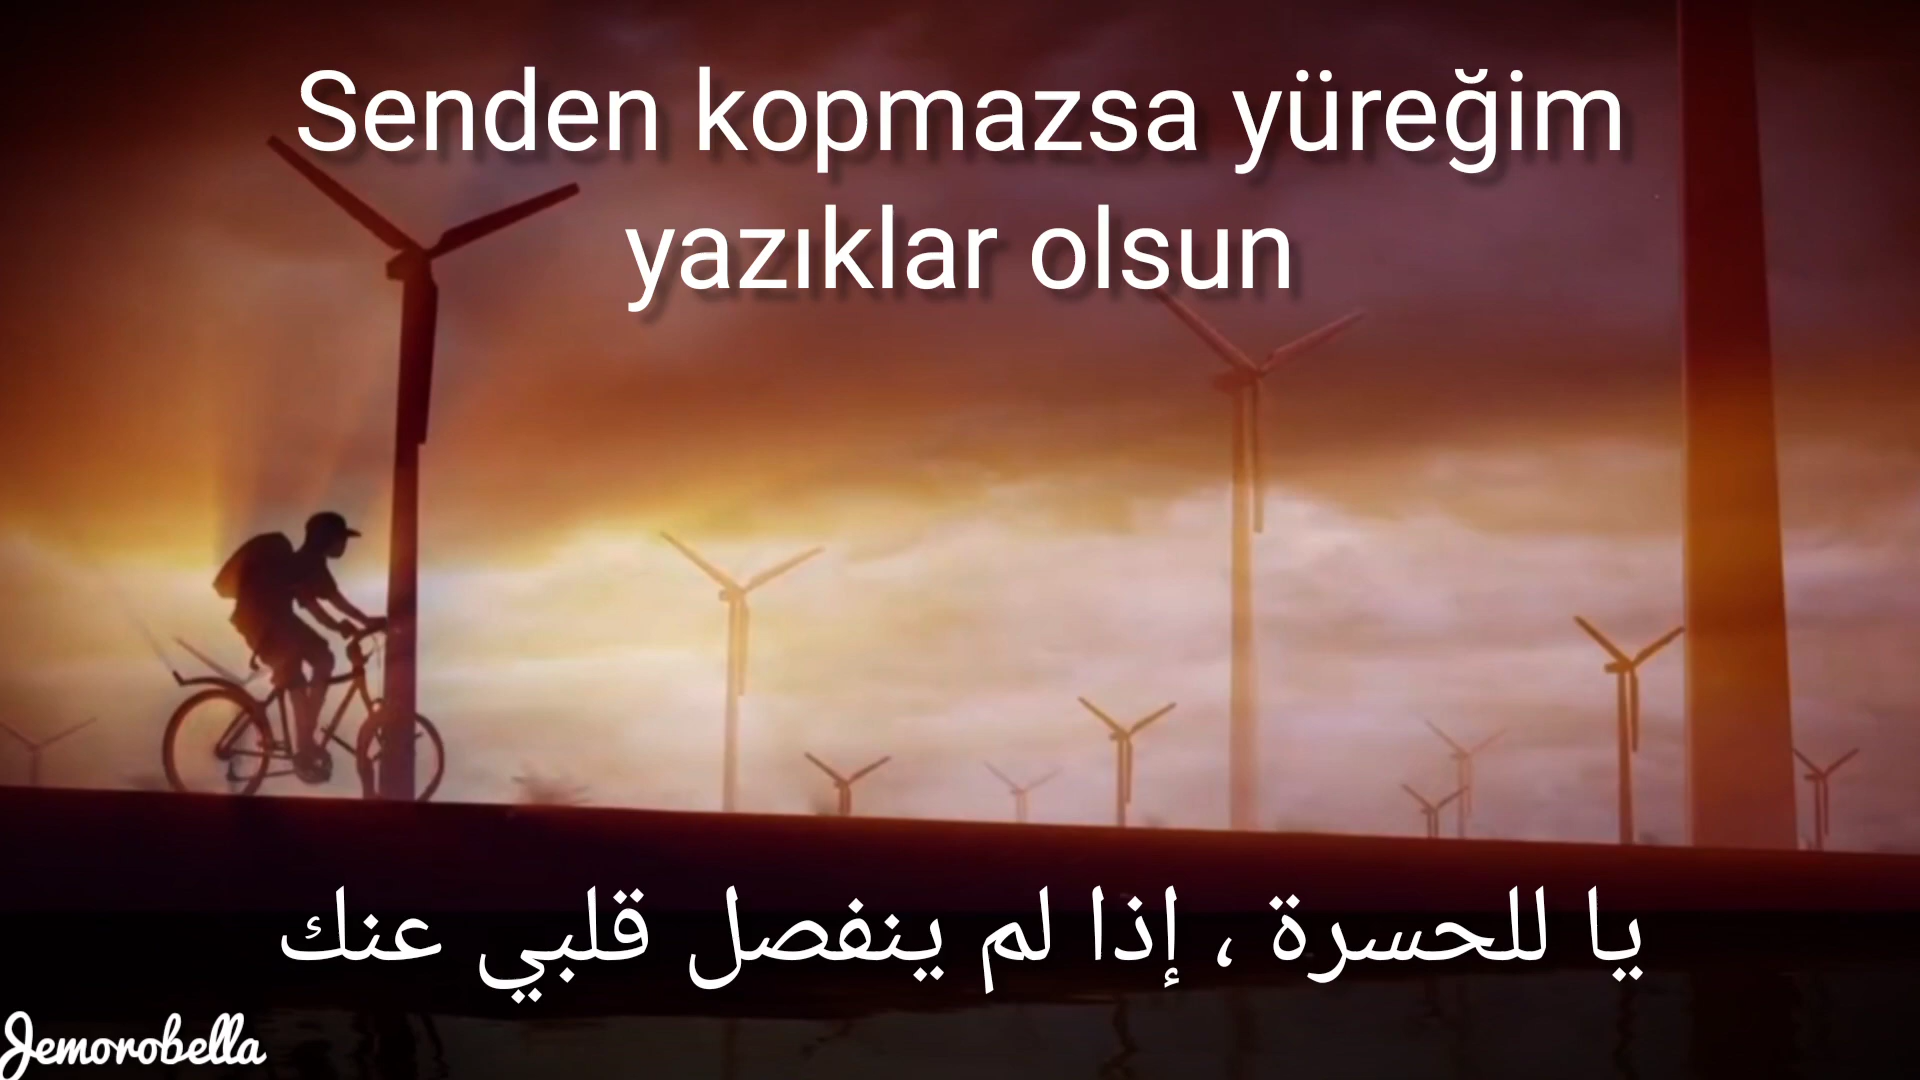 Senden kopmazsa yüreğim
yazıklar olsun
يا للحسرة ، إذا لم ينفصل قلبي عنك
Jemorobella